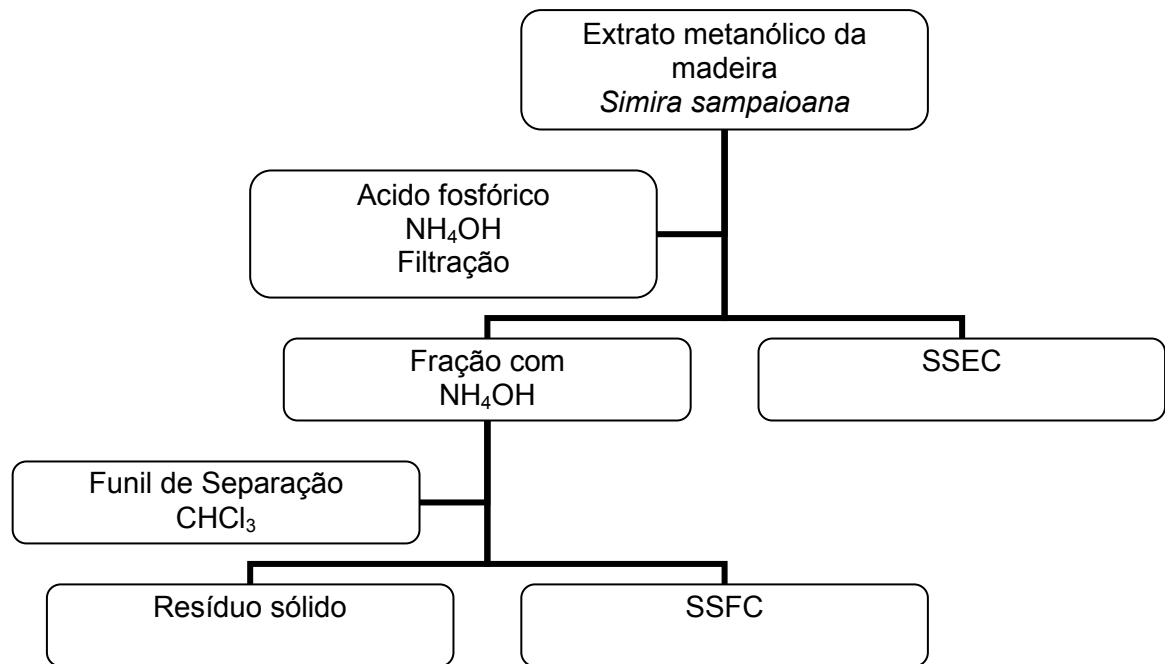 Extrato metanólico da
madeira
Simira sampaioana
Acido fosfórico
NH₄OH
Filtração
Fração com
NH₄OH
SSEC
Funil de Separação
CHCl₃
Resíduo sólido
SSFC